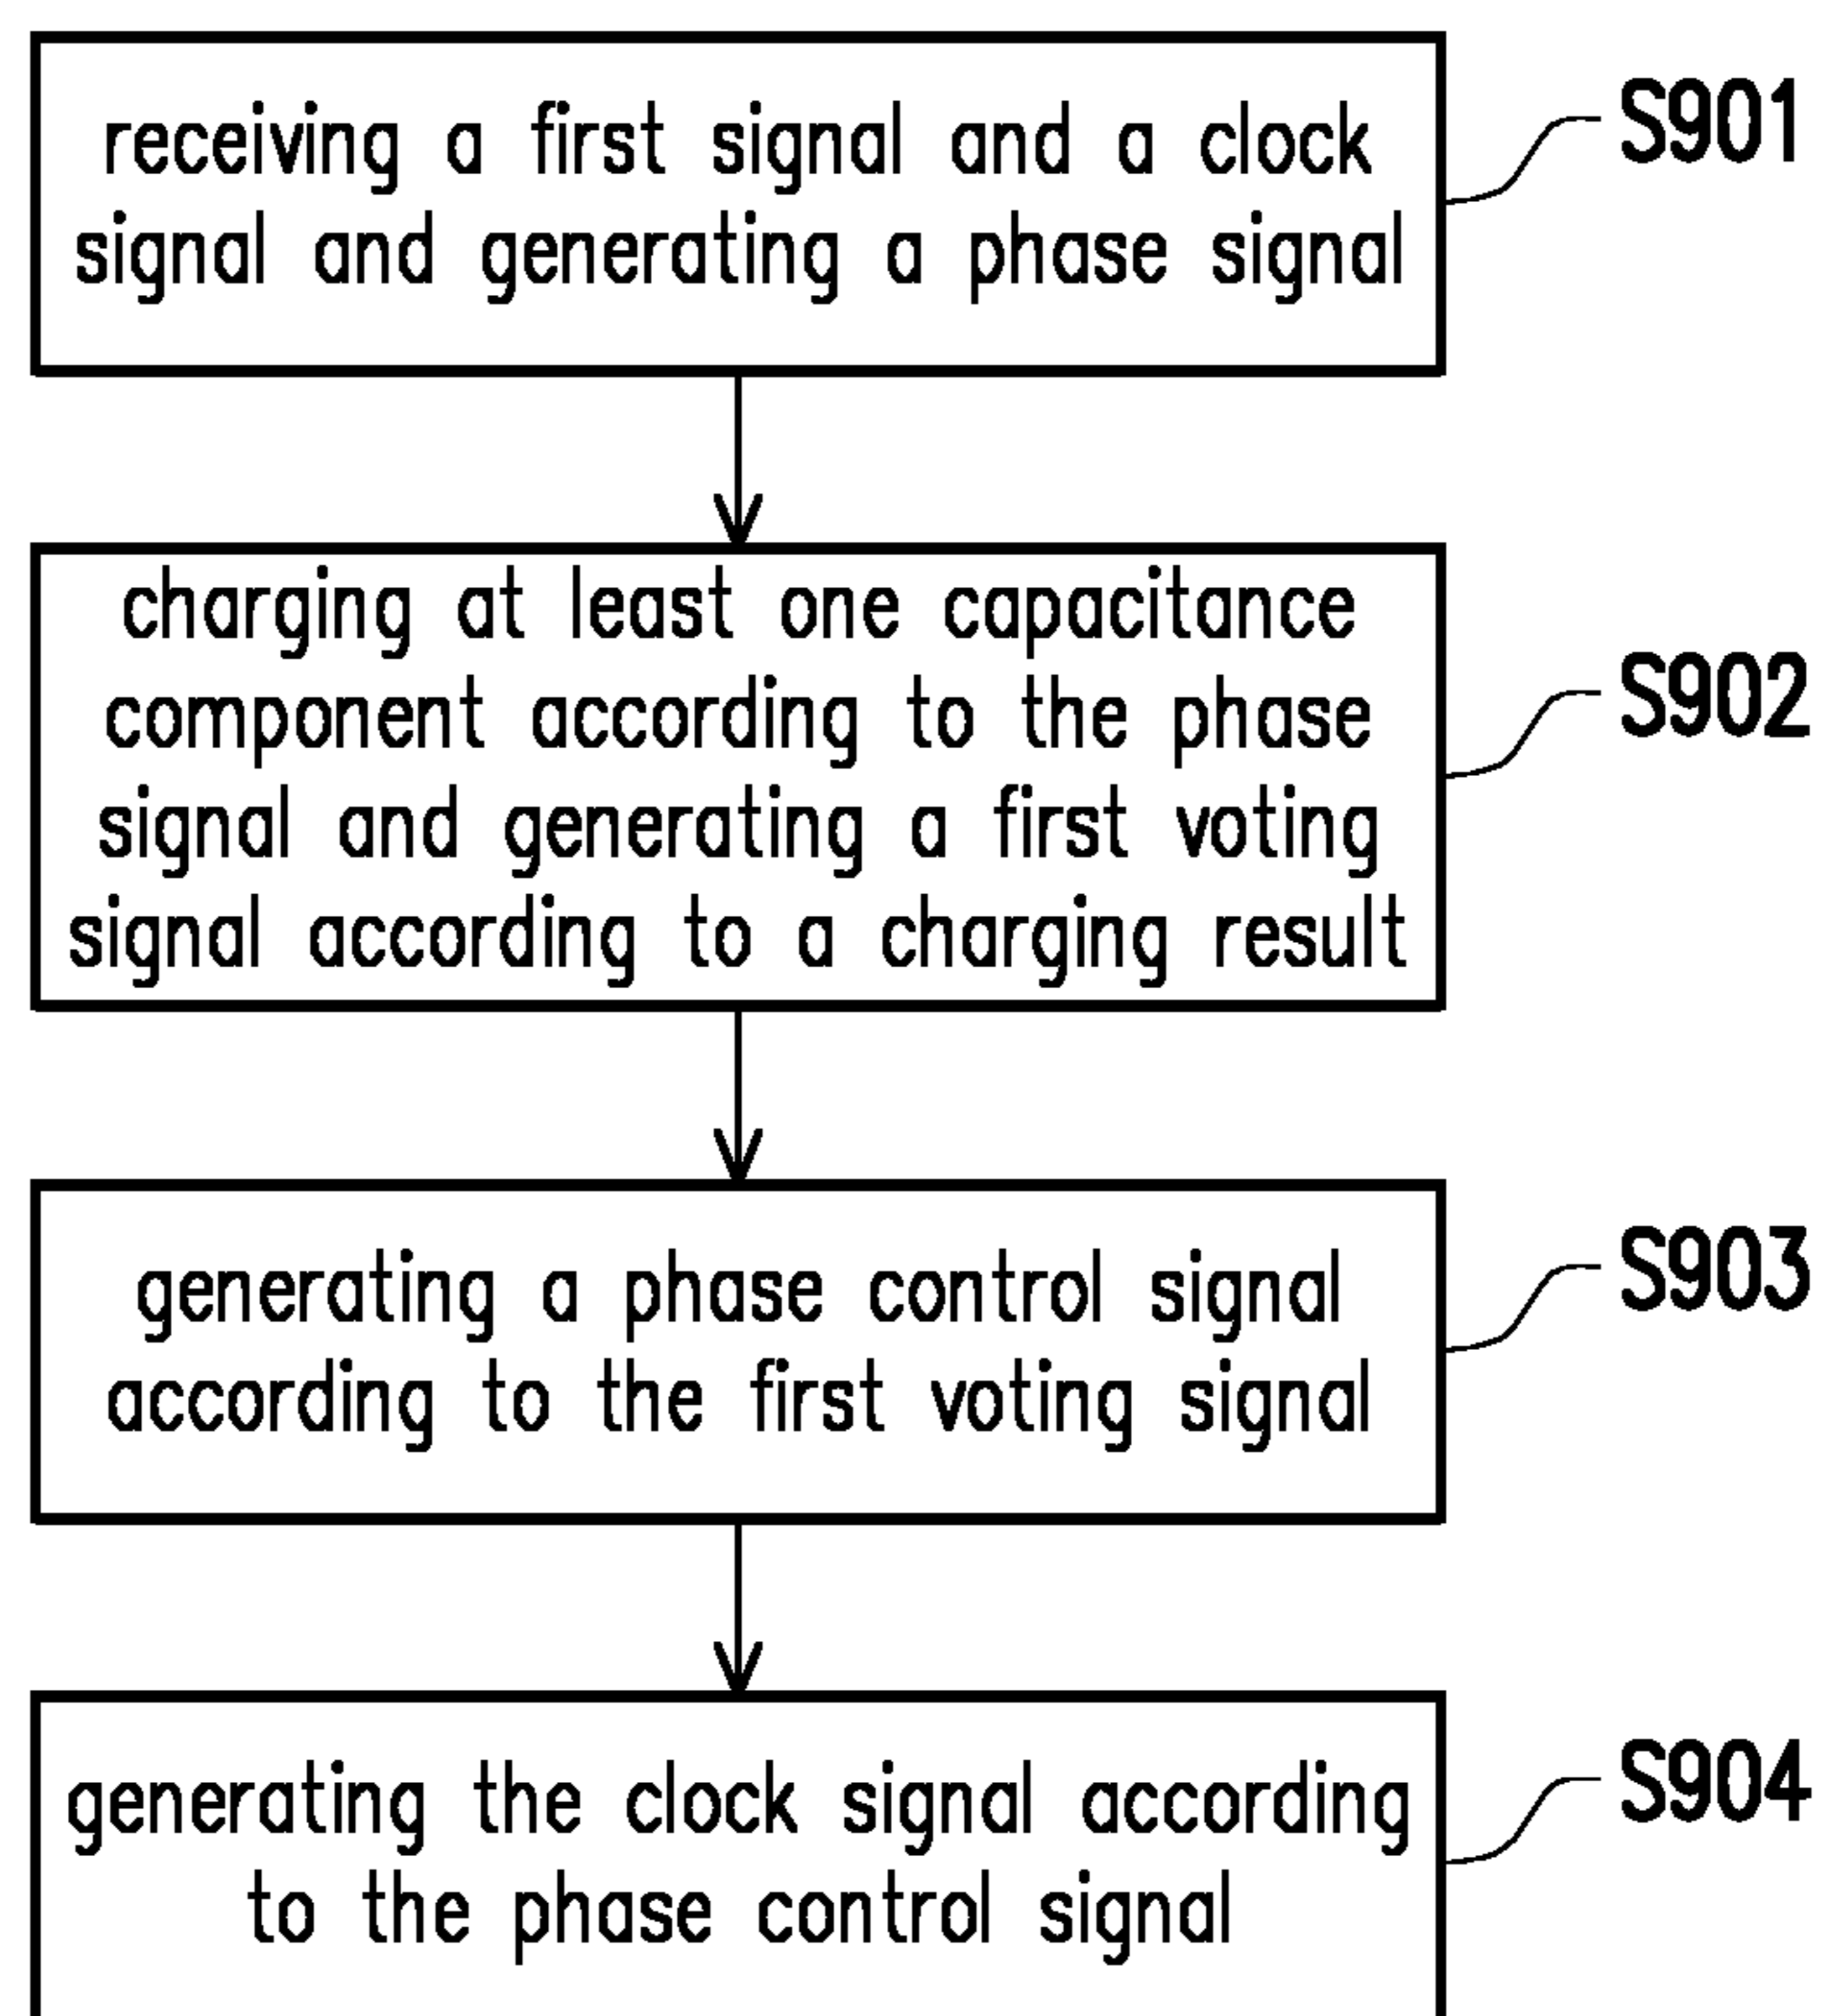 receiving a first signal and a clock
signal and generating a phase signal
S901
charging at least one capacitance
component according to the phase
signal and generating a first voting
signal according to a charging result
S902
generating a phase control signal
according to the first voting signal
S903
generating the clock signal according
to the phase control signal
S904